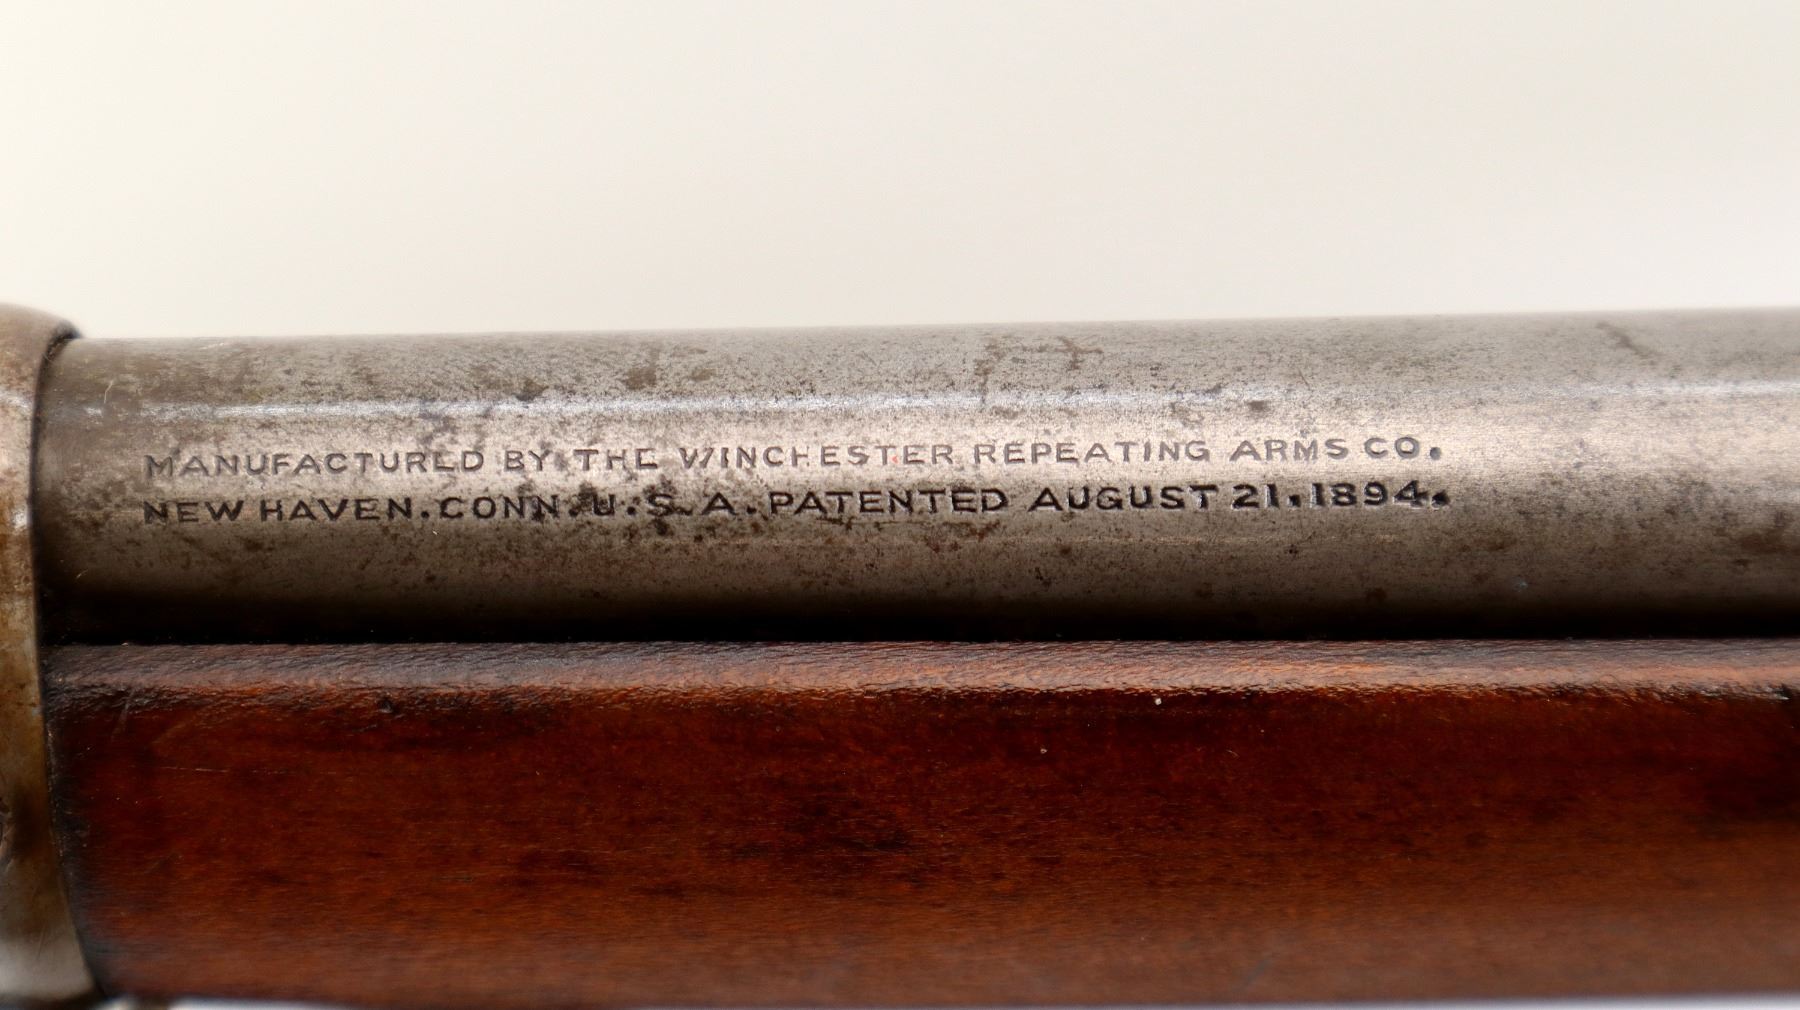 MANUFACTURED BY THE WINCHESTER REPEATING ARMS CO.
NEW HAVEN. CONN. U. S. A. PATENTED AUGUST 21. 1894.